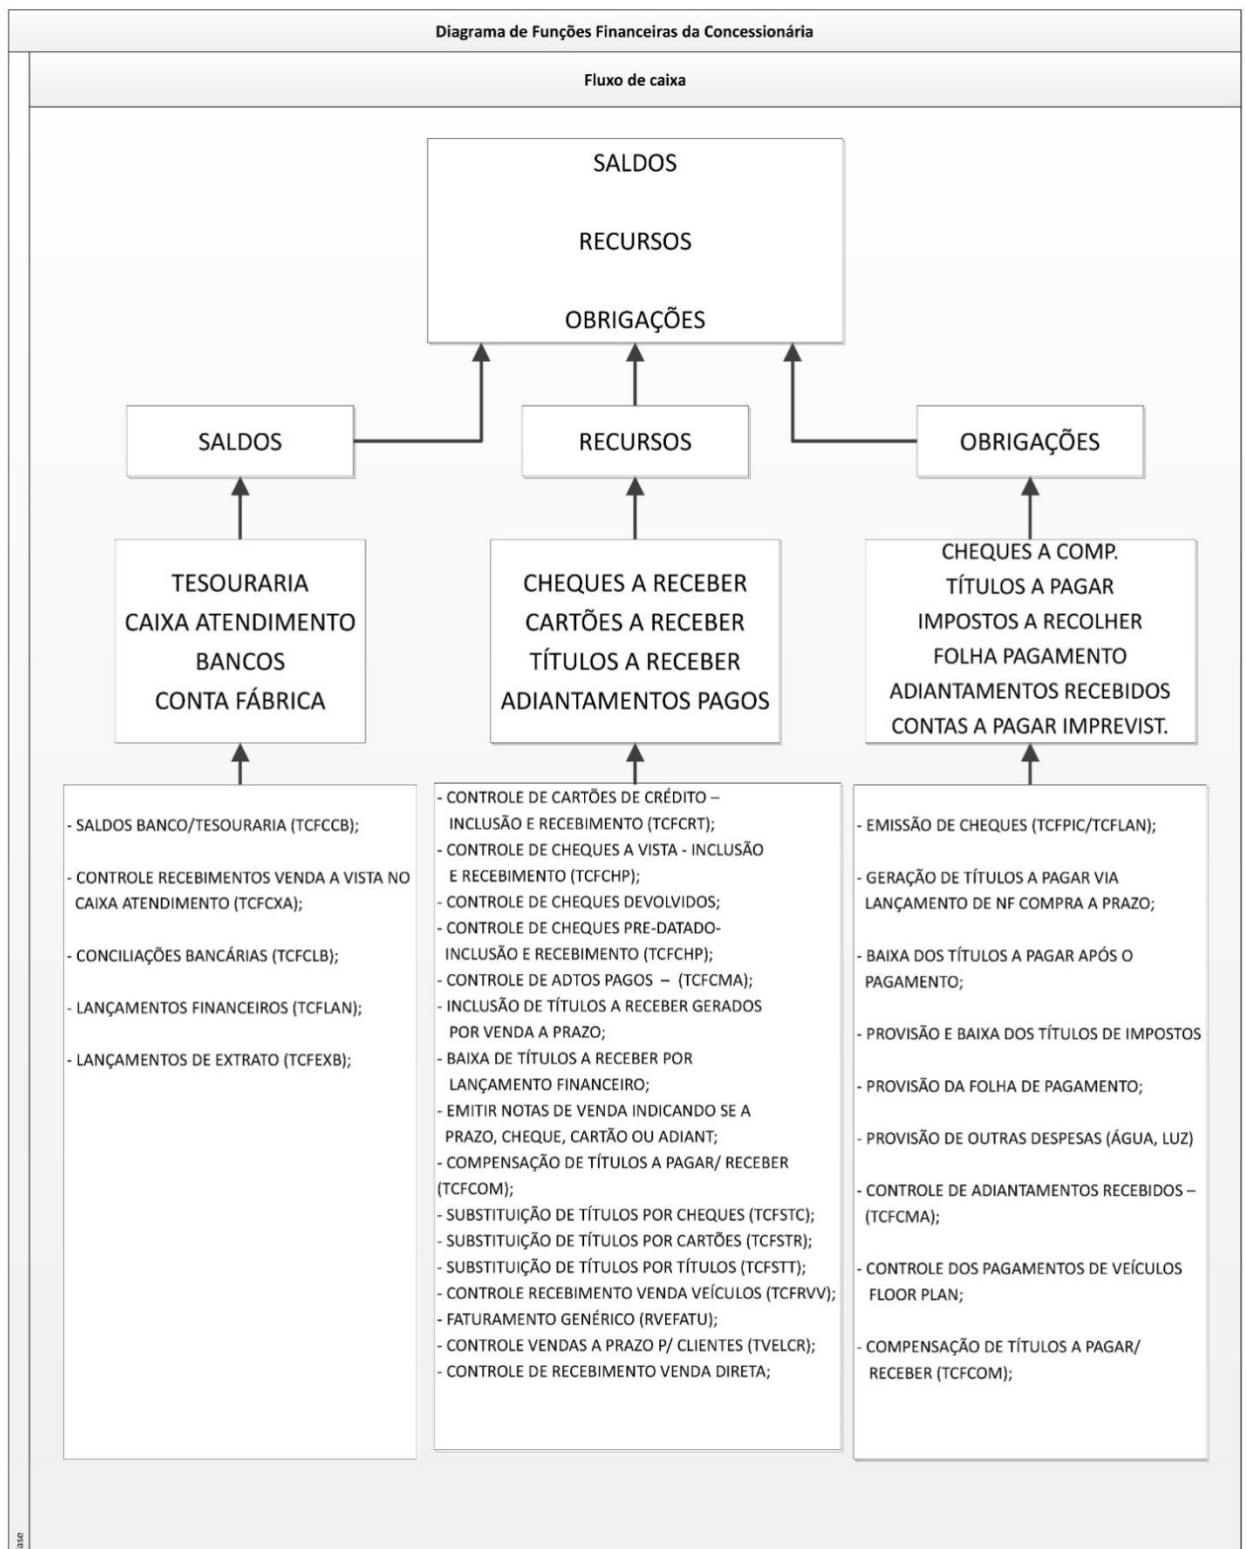 Diagrama de Funções Financeiras da Concessionária
Fluxo de caixa
SALDOS
RECURSOS
OBRIGAÇÕES
SALDOS
RECURSOS
OBRIGAÇÕES
TESOURARIA
CAIXA ATENDIMENTO
BANCOS
CONTA FÁBRICA
CHEQUES A RECEBER
CARTÕES A RECEBER
TÍTULOS A RECEBER
ADIANTAMENTOS PAGOS
CHEQUES A COMP.
TÍTULOS A PAGAR
IMPOSTOS A RECOLHER
FOLHA PAGAMENTO
ADIANTAMENTOS RECEBIDOS
CONTAS A PAGAR IMPREVIST.
- SALDOS BANCO/TESOURARIA (TCFCCB);
- CONTROLE RECEBIMENTOS VENDA A VISTA NO
CAIXA ATENDIMENTO (TCFCXA);
- CONCILIAÇÕES BANCÁRIAS (TCFCLB);
- LANÇAMENTOS FINANCEIROS (TCFLAN);
- LANÇAMENTOS DE EXTRATO (TCFEXB);
- CONTROLE DE CARTÕES DE CRÉDITO –
INCLUSÃO E RECEBIMENTO (TCFCRT);
- CONTROLE DE CHEQUES A VISTA - INCLUSÃO
E RECEBIMENTO (TCFCHP);
- CONTROLE DE CHEQUES DEVOLVIDOS;
- CONTROLE DE CHEQUES PRE-DATADO-
INCLUSÃO E RECEBIMENTO (TCFCHP);
- CONTROLE DE ADTOS PAGOS – (TCFCMA);
- INCLUSÃO DE TÍTULOS A RECEBER GERADOS
POR VENDA A PRAZO;
- BAIXA DE TÍTULOS A RECEBER POR
LANÇAMENTO FINANCEIRO;
- EMITIR NOTAS DE VENDA INDICANDO SE A
PRAZO, CHEQUE, CARTÃO OU ADIANT;
- COMPENSAÇÃO DE TÍTULOS A PAGAR/ RECEBER
(TCFCOM);
- SUBSTITUIÇÃO DE TÍTULOS POR CHEQUES (TCFSTC);
- SUBSTITUIÇÃO DE TÍTULOS POR CARTÕES (TCFSTR);
- SUBSTITUIÇÃO DE TÍTULOS POR TÍTULOS (TCFSTT);
- CONTROLE RECEBIMENTO VENDA VEÍCULOS (TCFRVV);
- FATURAMENTO GENÉRICO (RVEFATU);
- CONTROLE VENDAS A PRAZO P/ CLIENTES (TVELCR);
- CONTROLE DE RECEBIMENTO VENDA DIRETA;
- EMISSÃO DE CHEQUES (TCFPIC/TCFLAN);
- GERAÇÃO DE TÍTULOS A PAGAR VIA
LANÇAMENTO DE NF COMPRA A PRAZO;
- BAIXA DOS TÍTULOS A PAGAR APÓS O
PAGAMENTO;
- PROVISÃO E BAIXA DOS TÍTULOS DE IMPOSTOS
- PROVISÃO DA FOLHA DE PAGAMENTO;
- PROVISÃO DE OUTRAS DESPESAS (ÁGUA, LUZ)
- CONTROLE DE ADIANTAMENTOS RECEBIDOS –
(TCFCMA);
- CONTROLE DOS PAGAMENTOS DE VEÍCULOS
FLOOR PLAN;
- COMPENSAÇÃO DE TÍTULOS A PAGAR/
RECEBER (TCFCOM);